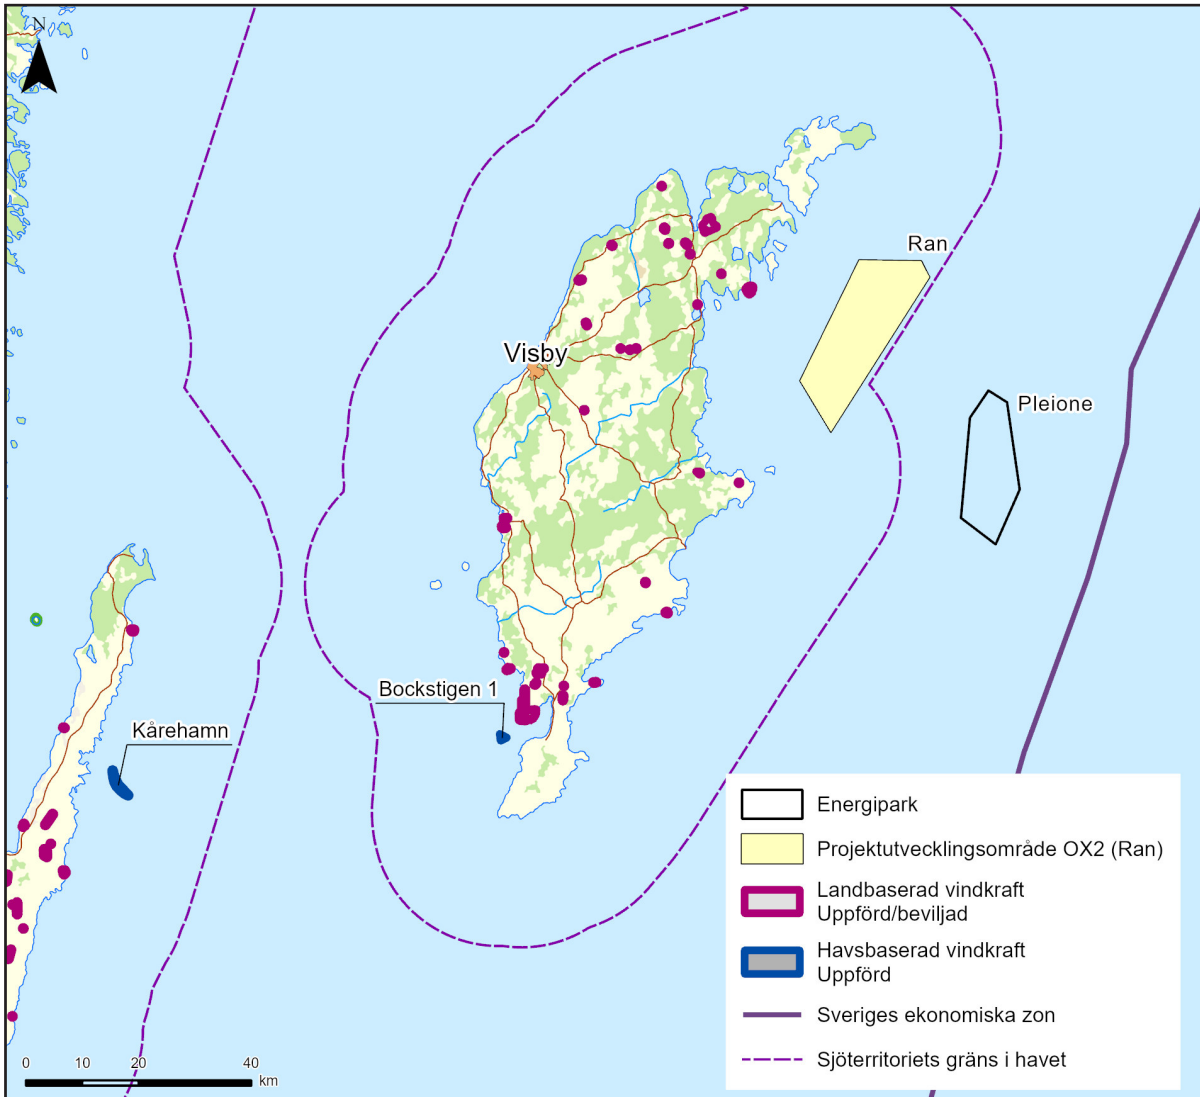 N
Ran
Visby
Pleione
Bockstigen 1
Kårehamn
Energipark
Projektutvecklingsområde OX2 (Ran)
Landbaserad vindkraft
Uppförd/beviljad
Havsbaserad vindkraft
Uppförd
Sveriges ekonomiska zon
Sjöterritoriets gräns i havet
0 10 20 40
km